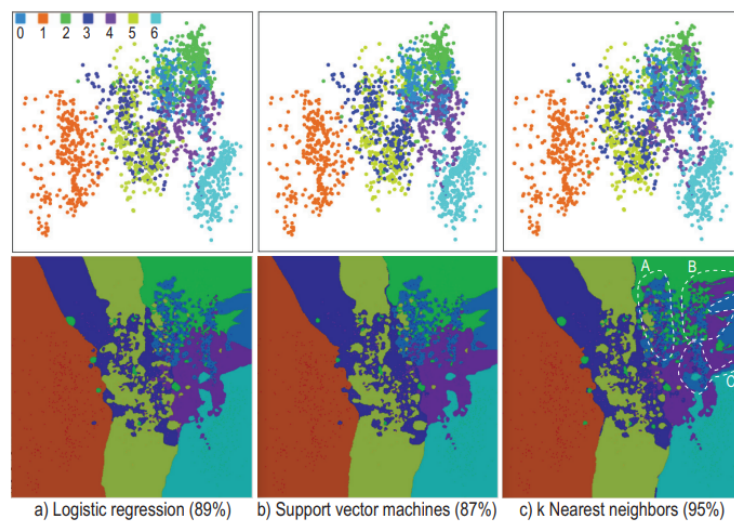 0 1 2 3 4 5 6
A B
C
a) Logistic regression (89%) b) Support vector machines (87%) c) k Nearest neighbors (95%)